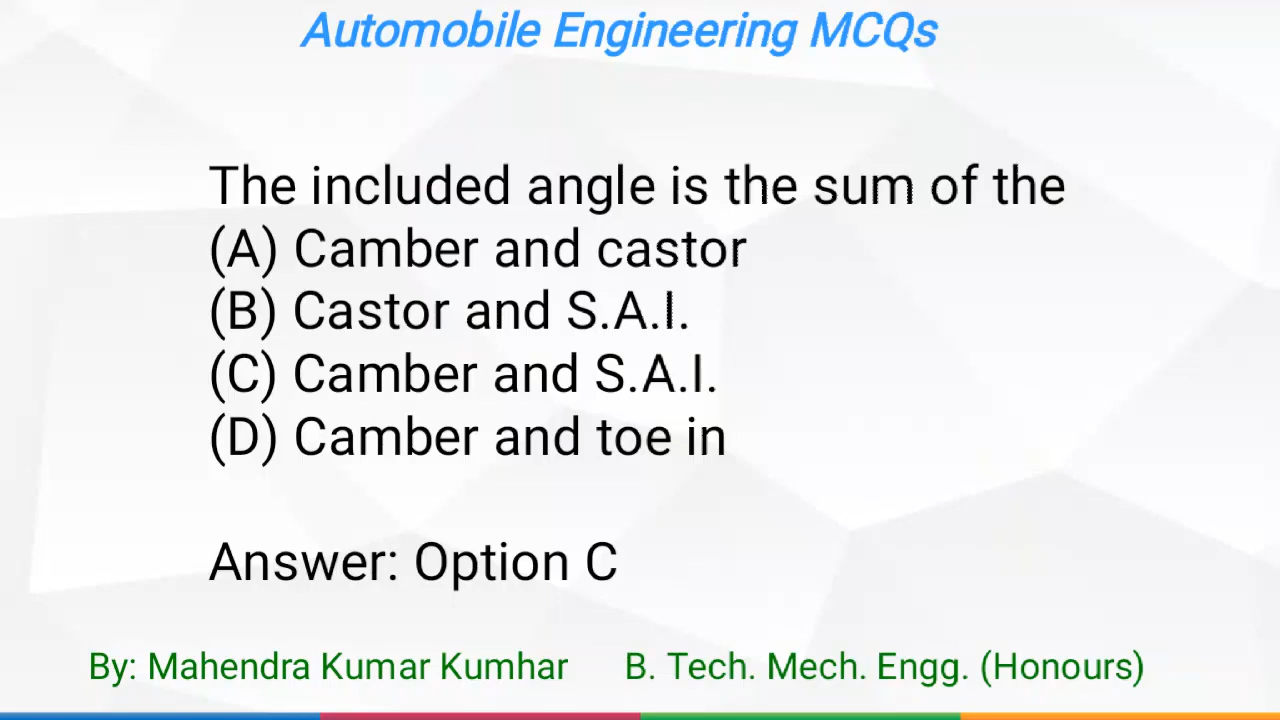 Automobile Engineering MCQs
The included angle is the sum of the
(A) Camber and castor
(B) Castor and S.A.I.
(C) Camber and S.A.I.
(D) Camber and toe in
Answer: Option C
By: Mahendra Kumar Kumhar B. Tech. Mech. Engg. (Honours)